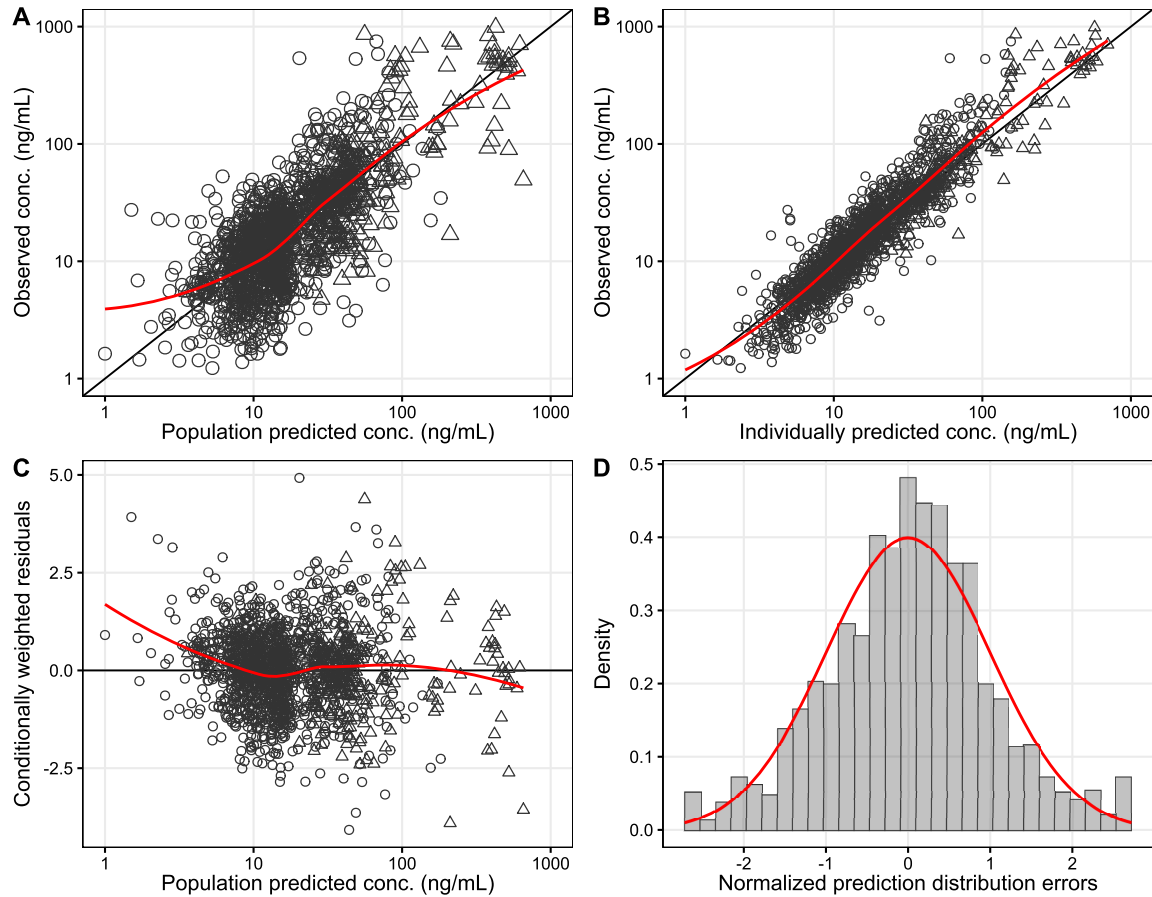 A
Observed conc. (ng/mL)
1000
100
10
1
1
10
100
1000
Population predicted conc. (ng/mL)
B
Observed conc. (ng/mL)
1000
100
10
1
1
10
100
1000
Individually predicted conc. (ng/mL)
C
Conditionally weighted residuals
5.0
2.5
0.0
-2.5
1
10
100
1000
Population predicted conc. (ng/mL)
D
Density
0.5
0.4
0.3
0.2
0.1
0.0
-2
-1
0
1
2
Normalized prediction distribution errors